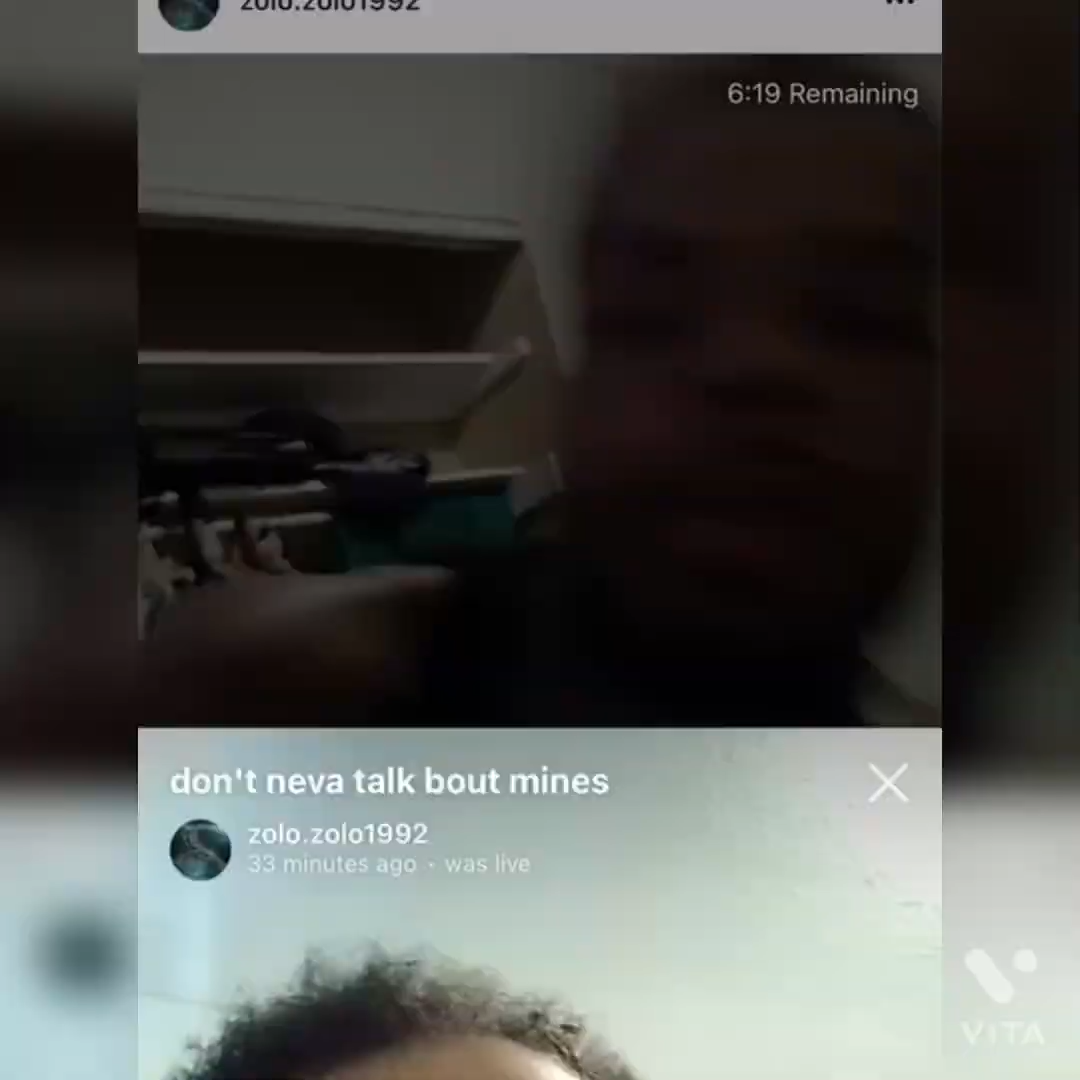 zolo.zolo1992
6:19 Remaining
don't neva talk bout mines
zolo.zolo1992
33 minutes ago · was live
VITA